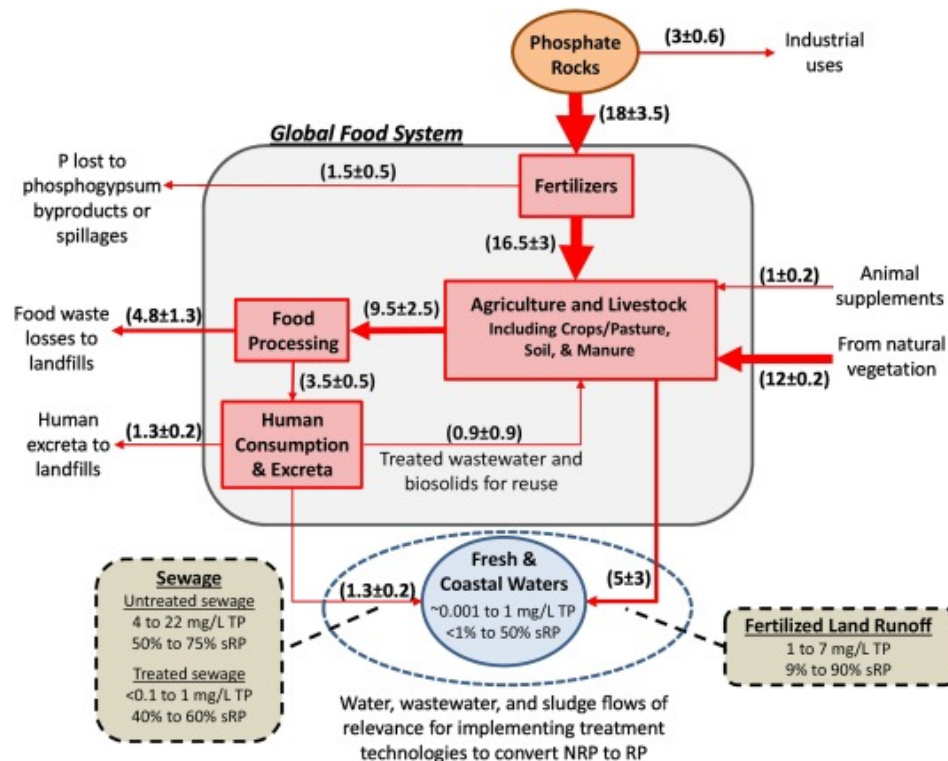 Phosphate
Rocks
(3±0.6)
Industrial
uses
(18±3.5)
Global Food System
P lost to
phosphogypsum
byproducts or
spillages
(1.5±0.5)
Fertilizers
(16.5±3)
Agriculture and Livestock
Including Crops/Pasture,
Soil, & Manure
(1±0.2)
Animal
supplements
From natural
vegetation
(12±0.2)
(9.5±2.5)
Food
Processing
(4.8±1.3)
Food waste
losses to
landfills
(3.5±0.5)
Human
Consumption
& Excreta
(1.3±0.2)
Human
excreta to
landfills
(0.9±0.9)
Treated wastewater and
biosolids for reuse
Sewage
Untreated sewage
4 to 22 mg/L TP
50% to 75% sRP
Treated sewage
<0.1 to 1 mg/L TP
40% to 60% sRP
(1.3±0.2)
Fresh &
Coastal Waters
~0.001 to 1 mg/L TP
<1% to 50% sRP
(5±3)
Fertilized Land Runoff
1 to 7 mg/L TP
9% to 90% sRP
Water, wastewater, and sludge flows of
relevance for implementing treatment
technologies to convert NRP to RP